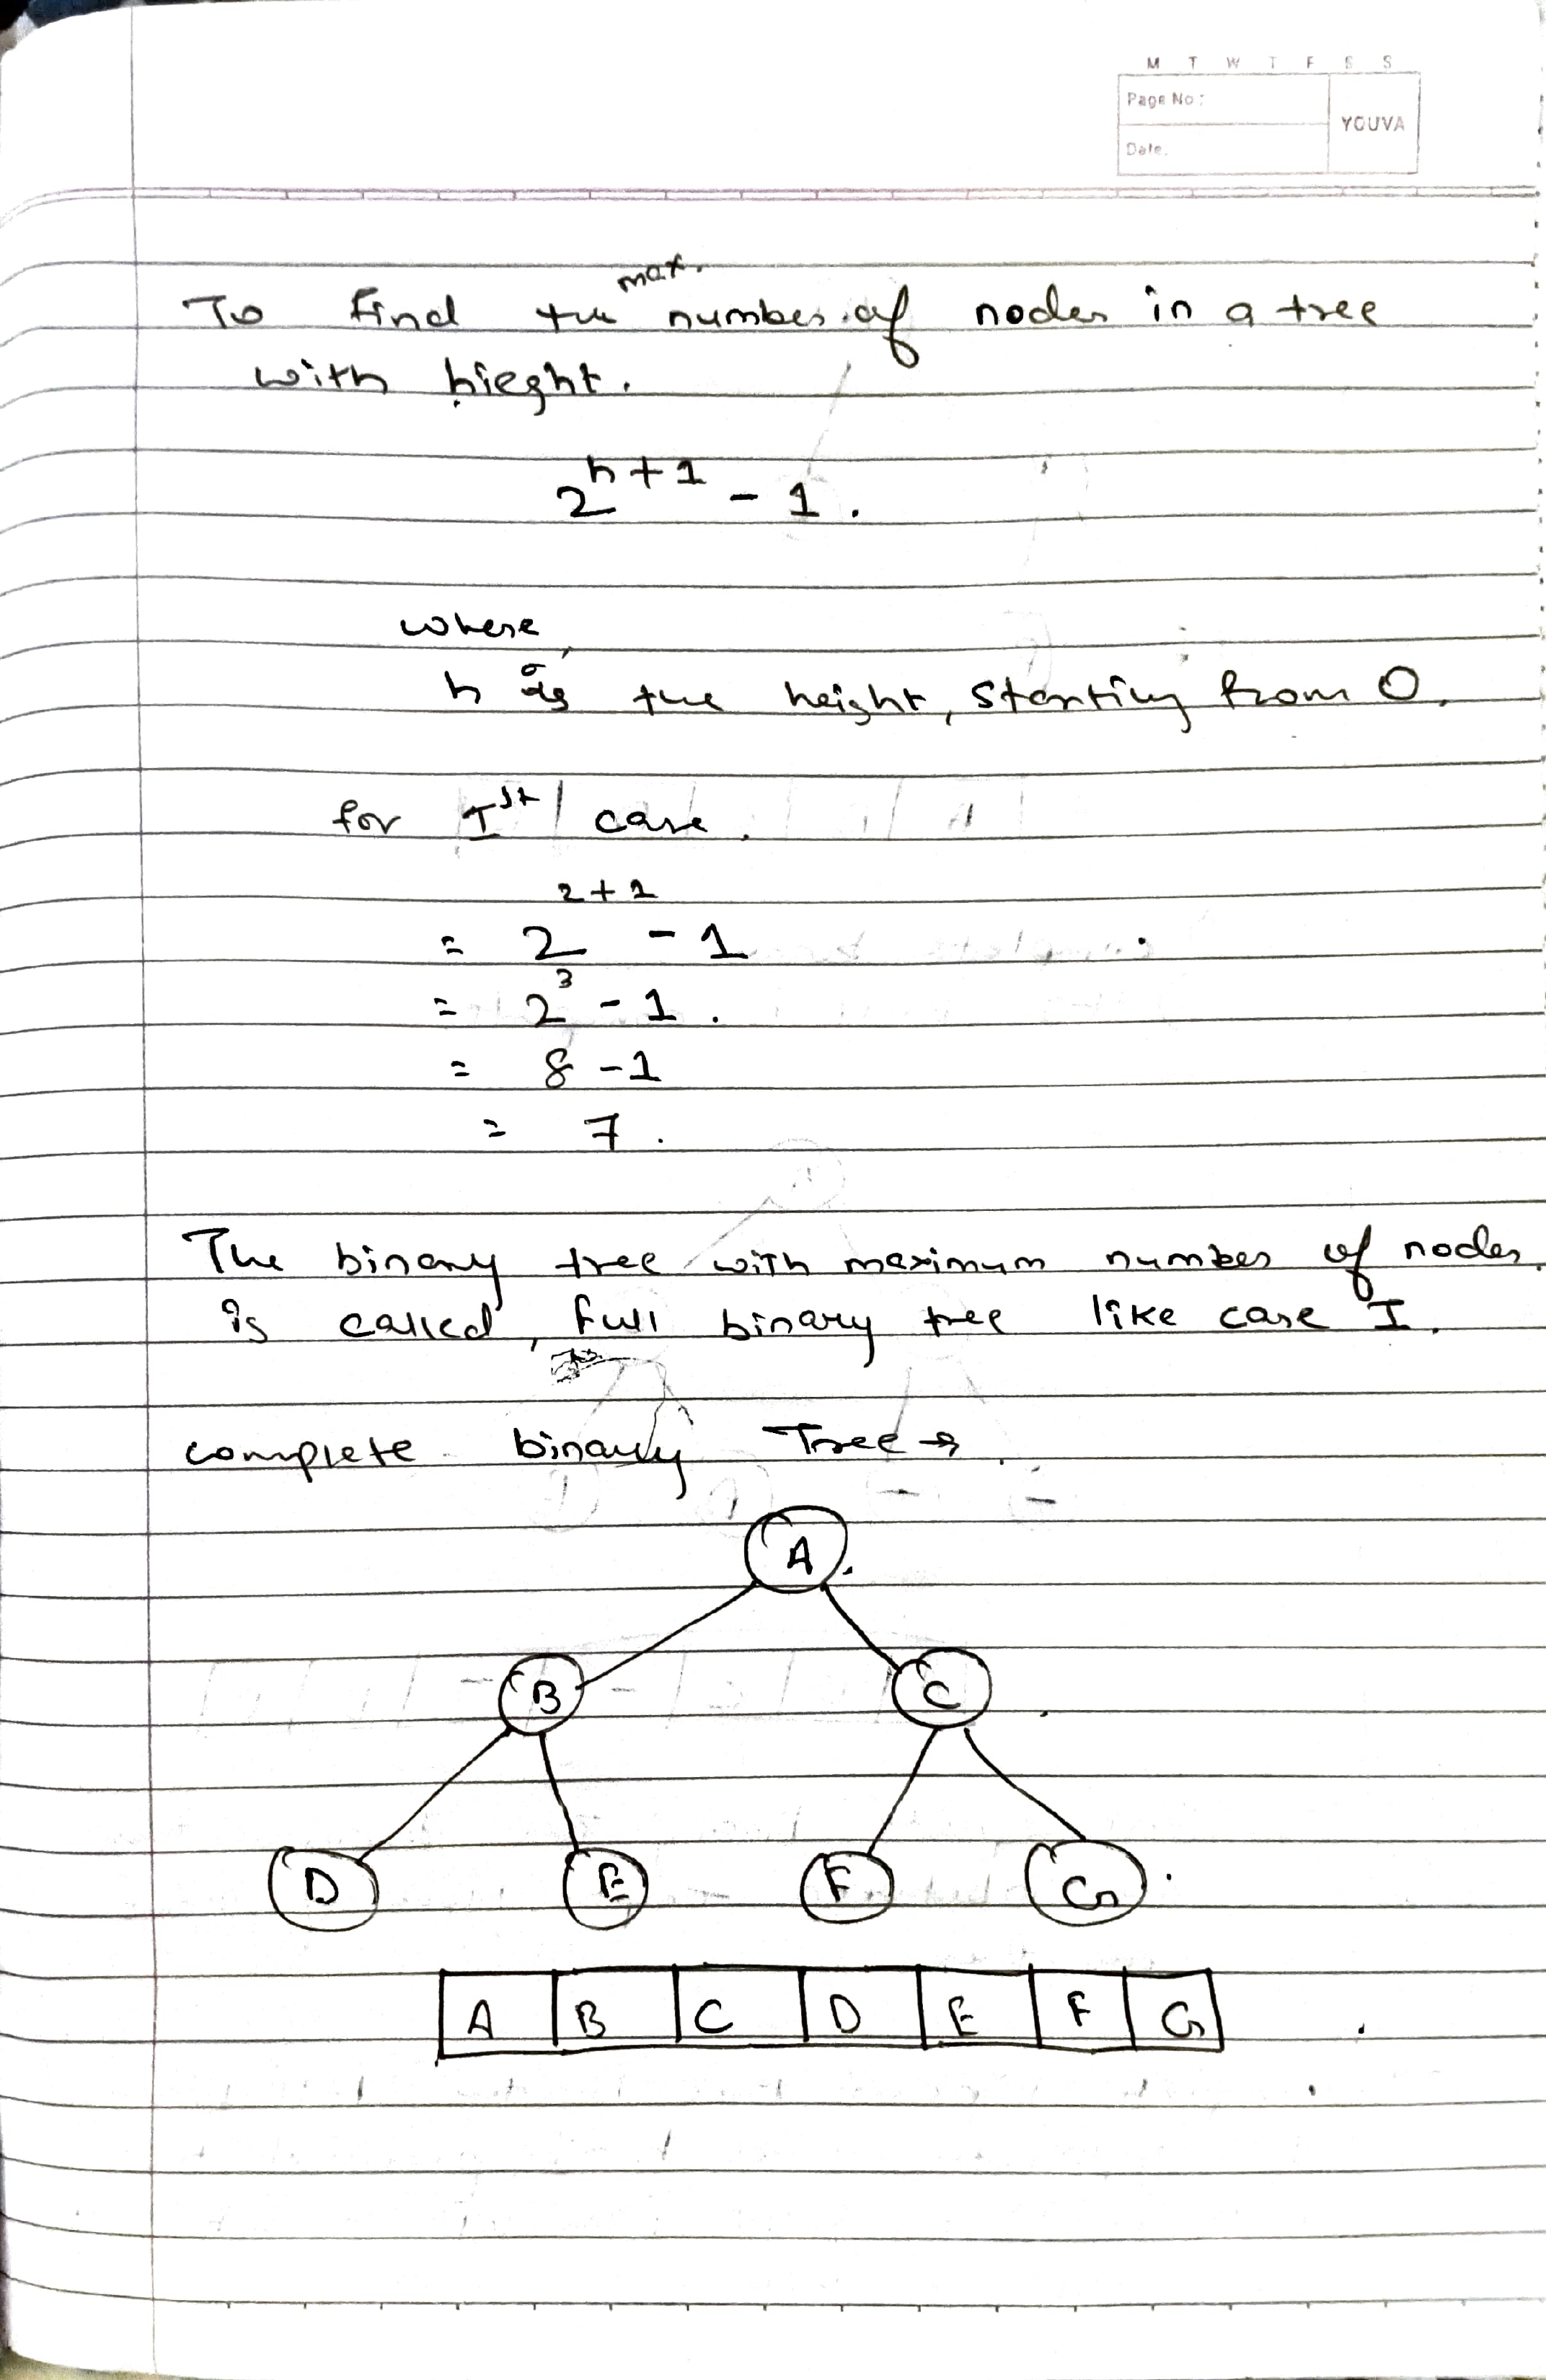 M T W T F S S
Page No:
YOUVA
Date:
max.
To find the number of nodes in a tree
with hieght.
2^h+1 - 1.
where,
h is the height, starting from 0.
for Ist case.
= 2^2+1 - 1
= 2^3 - 1.
= 8 - 1
= 7.
The binary tree with maximum number of nodes.
is called, full binary tree like case I.
complete binary Tree →
A
B C
D E F G
A B C D E F G